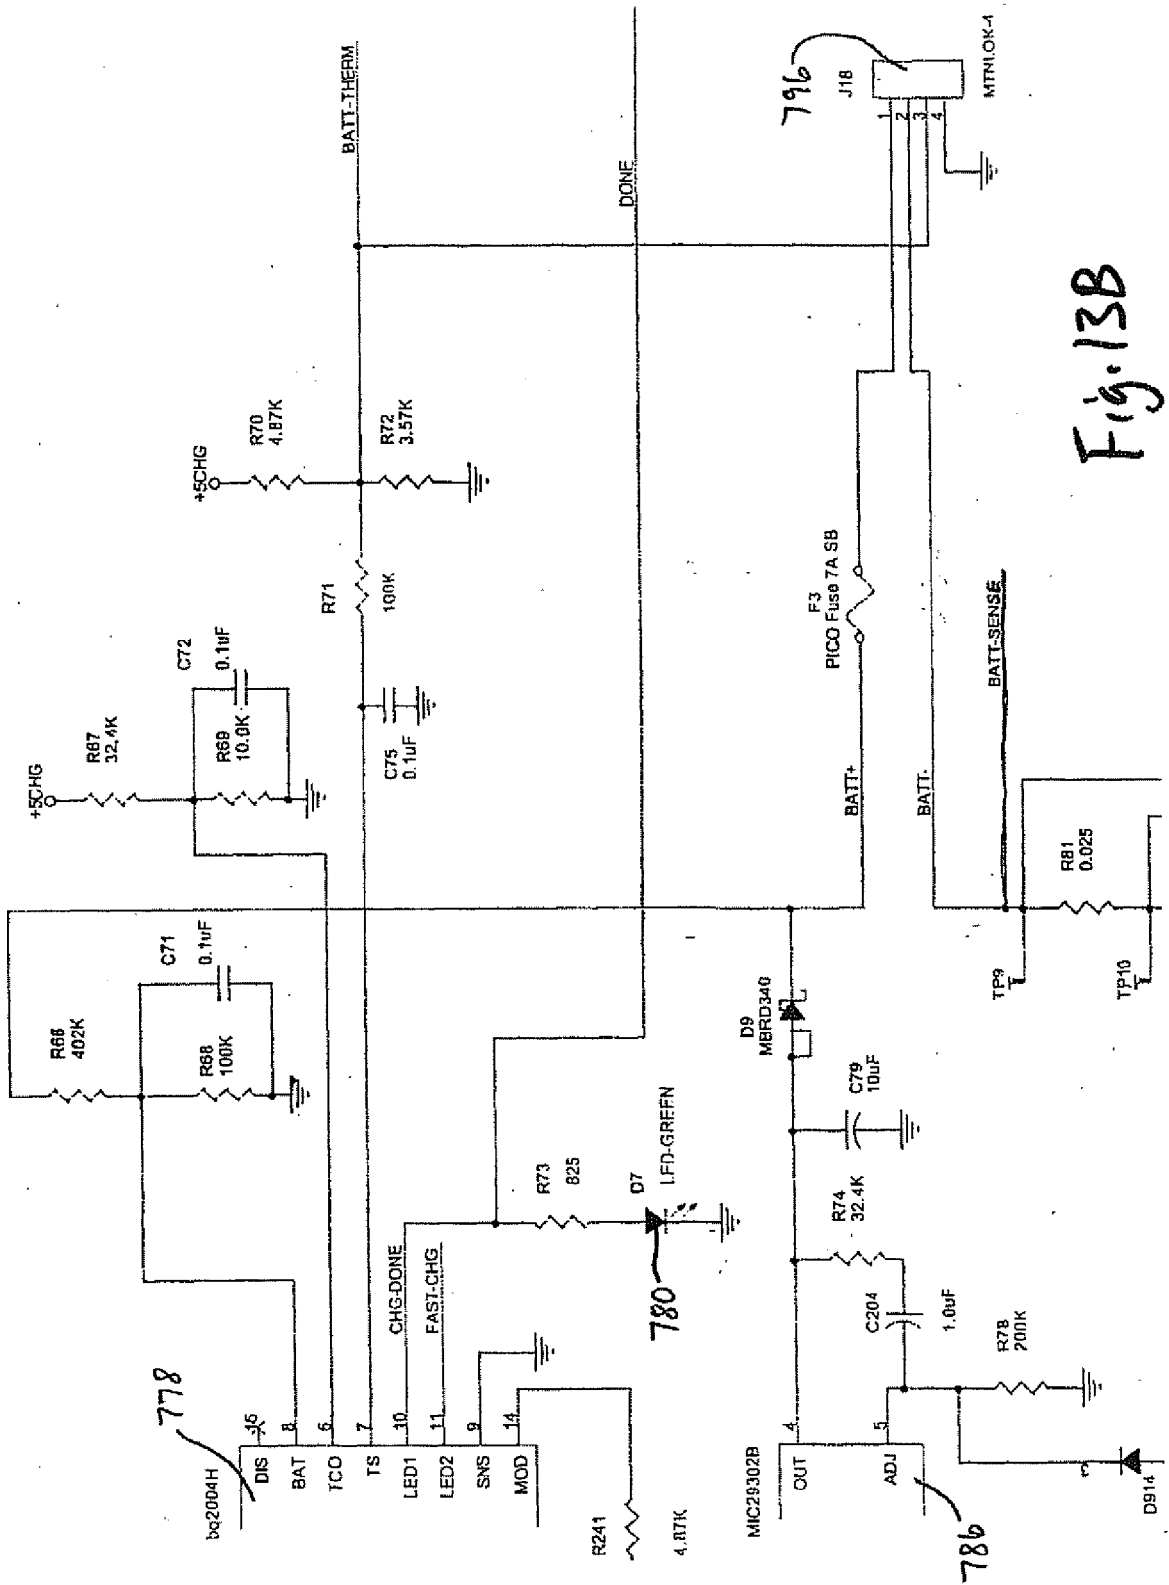 bq2004H
778
DIS
BAT
TCO
TS
LED1
LED2
SNS
MOD
15
8
6
7
10
11
9
14
CHG-DONE
FAST-CHG
R241
4.87K
R66
402K
R68
100K
C71
0.1uF
+5CHG
R67
32.4K
R69
10.0K
C72
0.1uF
C75
0.1uF
R71
100K
+5CHG
R70
4.87K
R72
3.57K
BATT-THERM
DONE
R73
825
D7
LED-GREEN
780
MIC29302B
786
OUT
ADJ
4
5
R74
32.4K
C204
1.0uF
R78
200K
C79
10uF
D9
MBRD340
D914
BATT+
BATT-
F3
PICO Fuse 7A SB
BATT-SENSE
TP9
TP10
R81
0.025
796
J18
1
2
3
4
MTNLOK-4
Fig. 13B